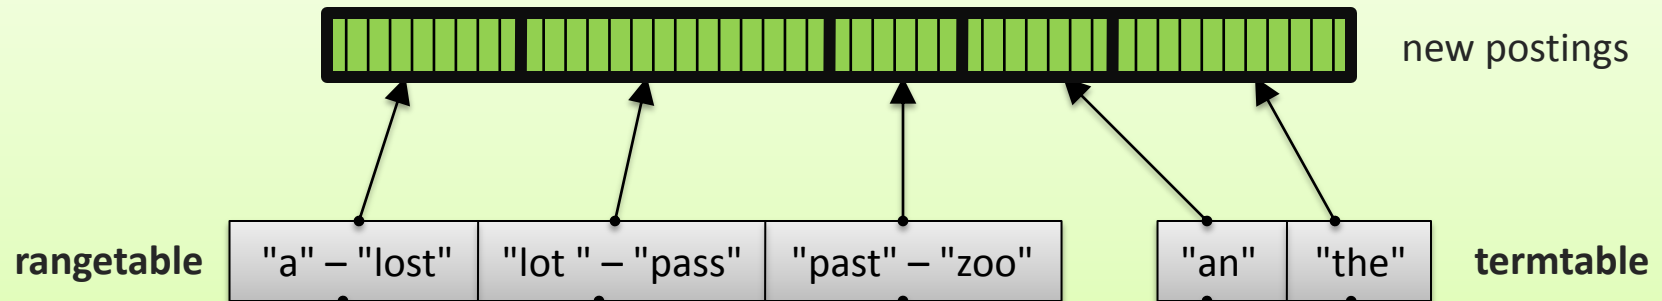 new postings
rangetable "a" – "lost" "lot " – "pass" "past" – "zoo" "an" "the" termtable